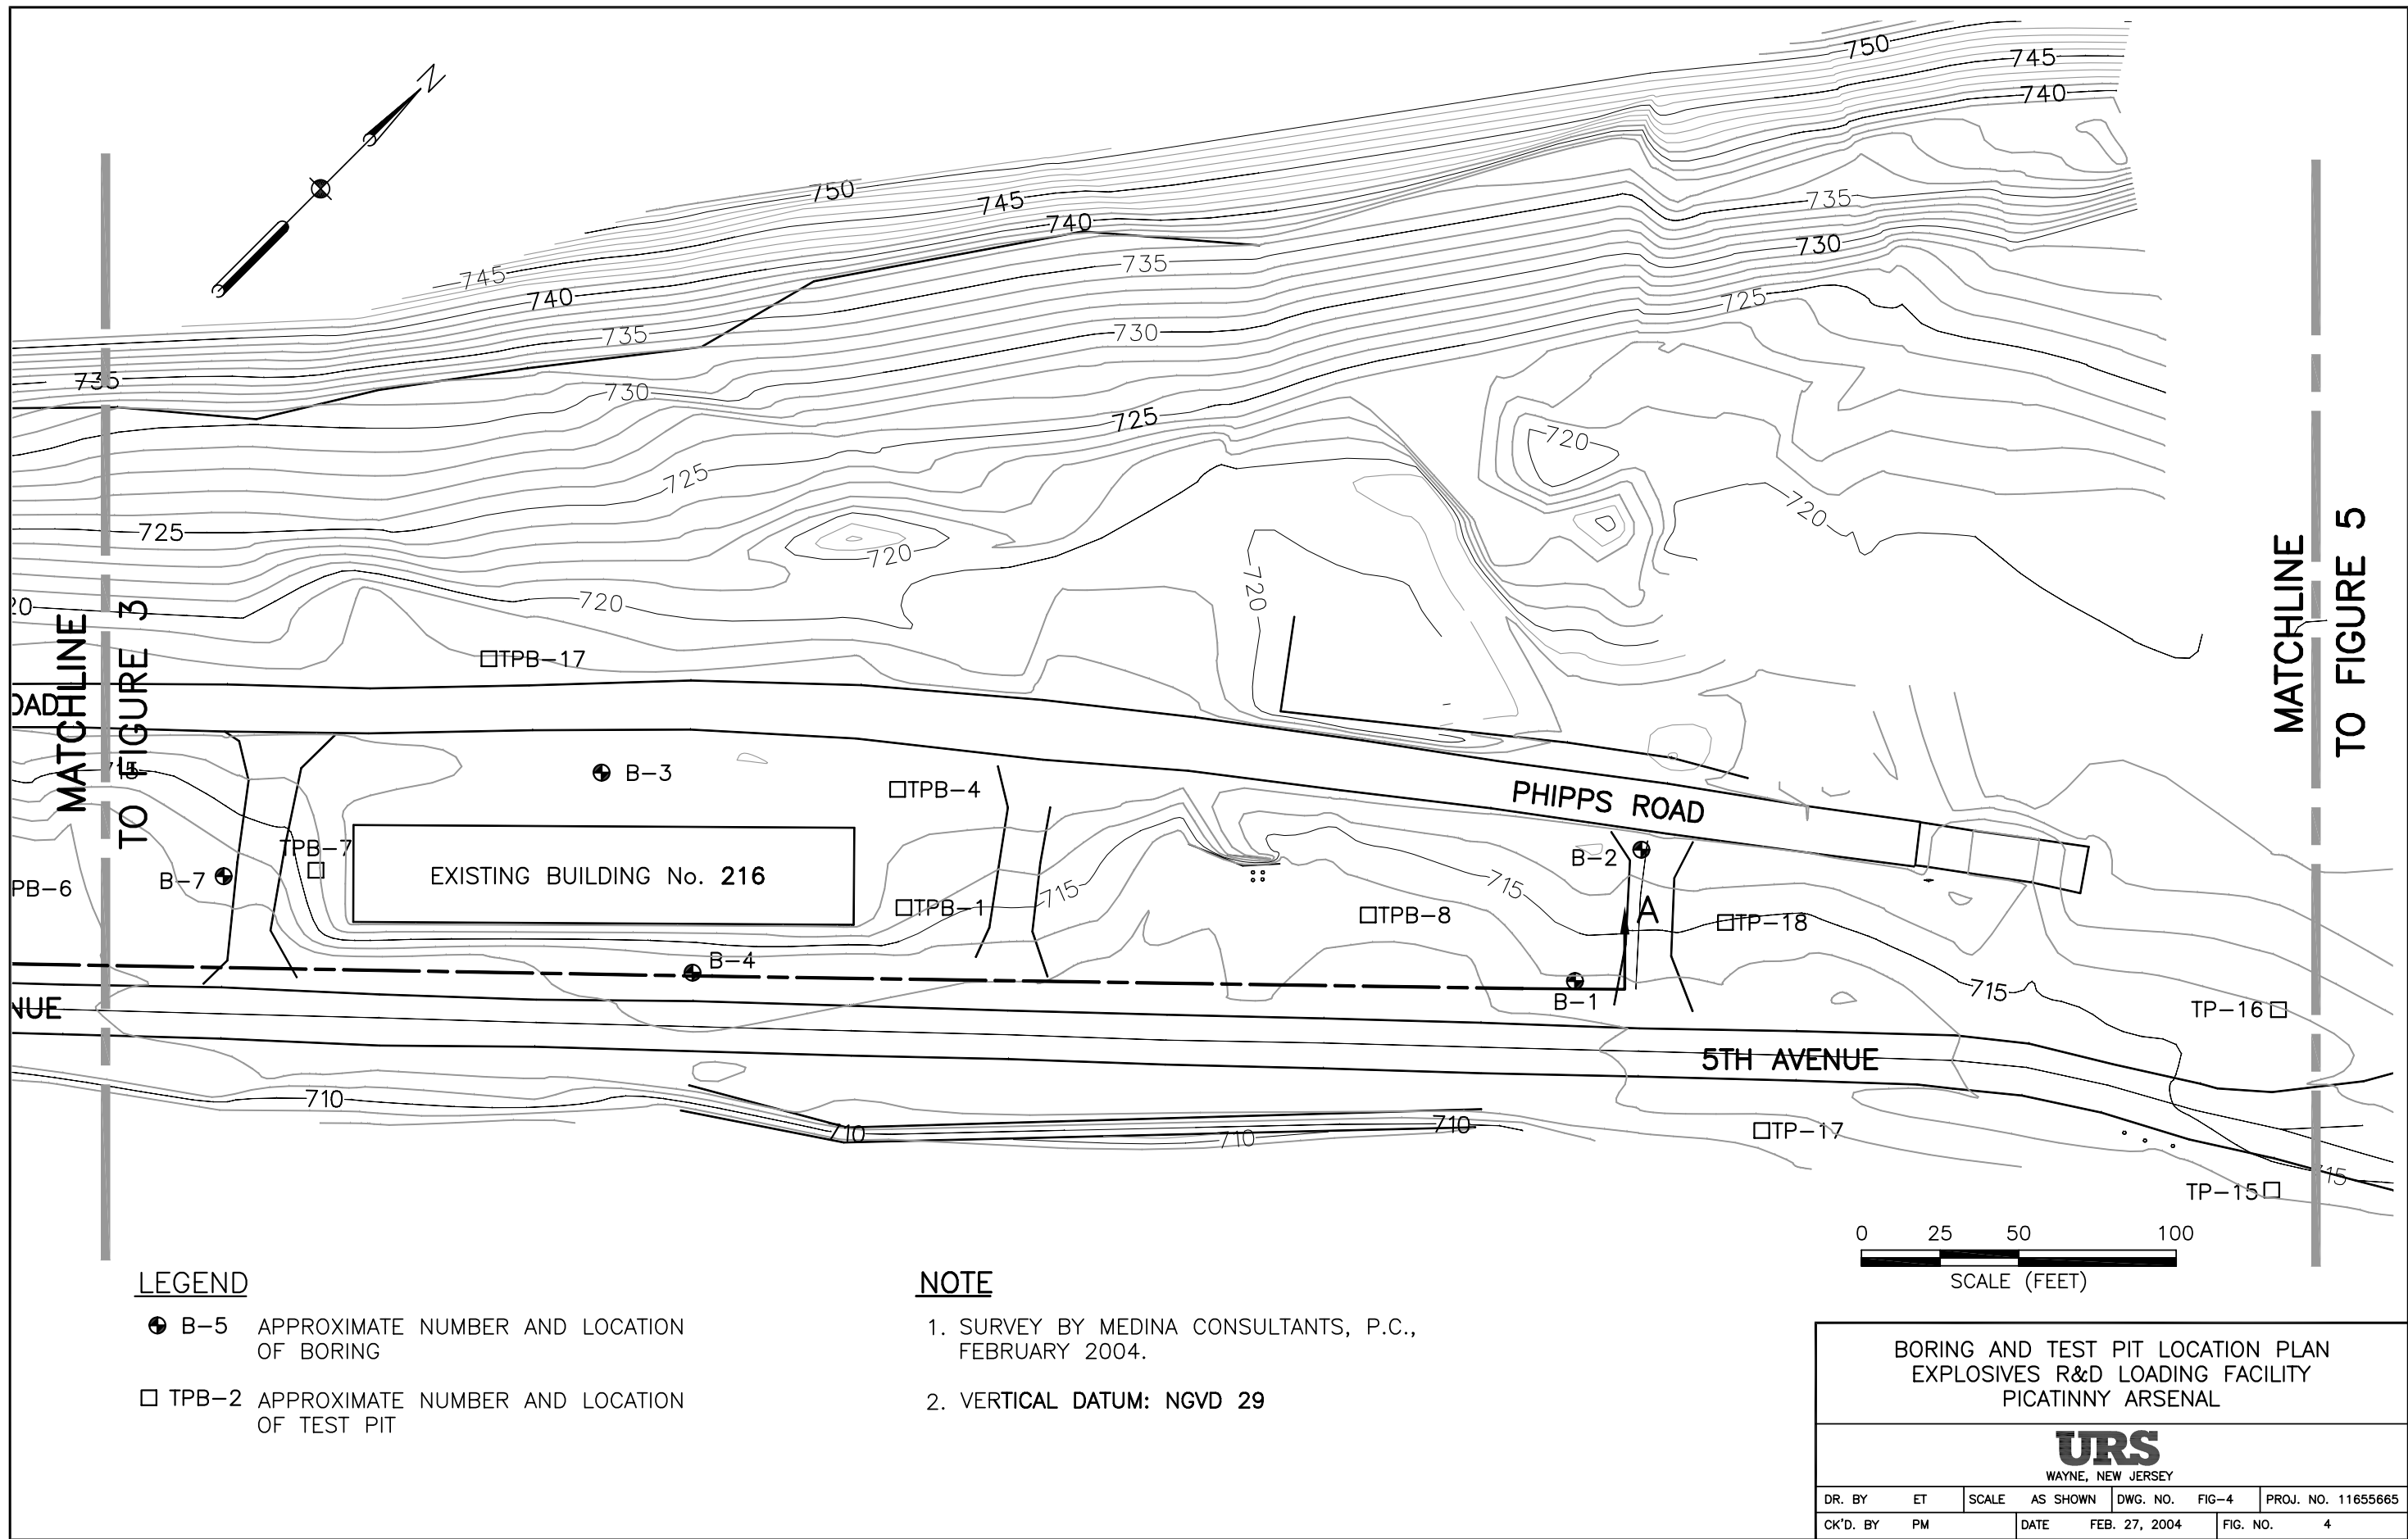 750
745
740
N
750
745
740
735
730
735
745
740
735
730
725
735
730
725
720
725
720
725
720
720
20
720
720
MATCHLINE
TO FIGURE 3
MATCHLINE
TO FIGURE 5
TPB-17
OAD
715
B-3
TPB-4
PHIPPS ROAD
TPB-7
B-7
PB-6
EXISTING BUILDING No. 216
TPB-1
715
TPB-8
715
B-2
A
TP-18
B-4
B-1
715
TP-16
NUE
5TH AVENUE
710
710
710
710
TP-17
715
TP-15
0 25 50 100
SCALE (FEET)
LEGEND
B-5 APPROXIMATE NUMBER AND LOCATION
OF BORING
TPB-2 APPROXIMATE NUMBER AND LOCATION
OF TEST PIT
NOTE
1. SURVEY BY MEDINA CONSULTANTS, P.C.,
FEBRUARY 2004.
2. VERTICAL DATUM: NGVD 29
BORING AND TEST PIT LOCATION PLAN
EXPLOSIVES R&D LOADING FACILITY
PICATINNY ARSENAL
URS
WAYNE, NEW JERSEY
DR. BY ET SCALE AS SHOWN DWG. NO. FIG-4 PROJ. NO. 11655665
CK'D. BY PM DATE FEB. 27, 2004 FIG. NO. 4